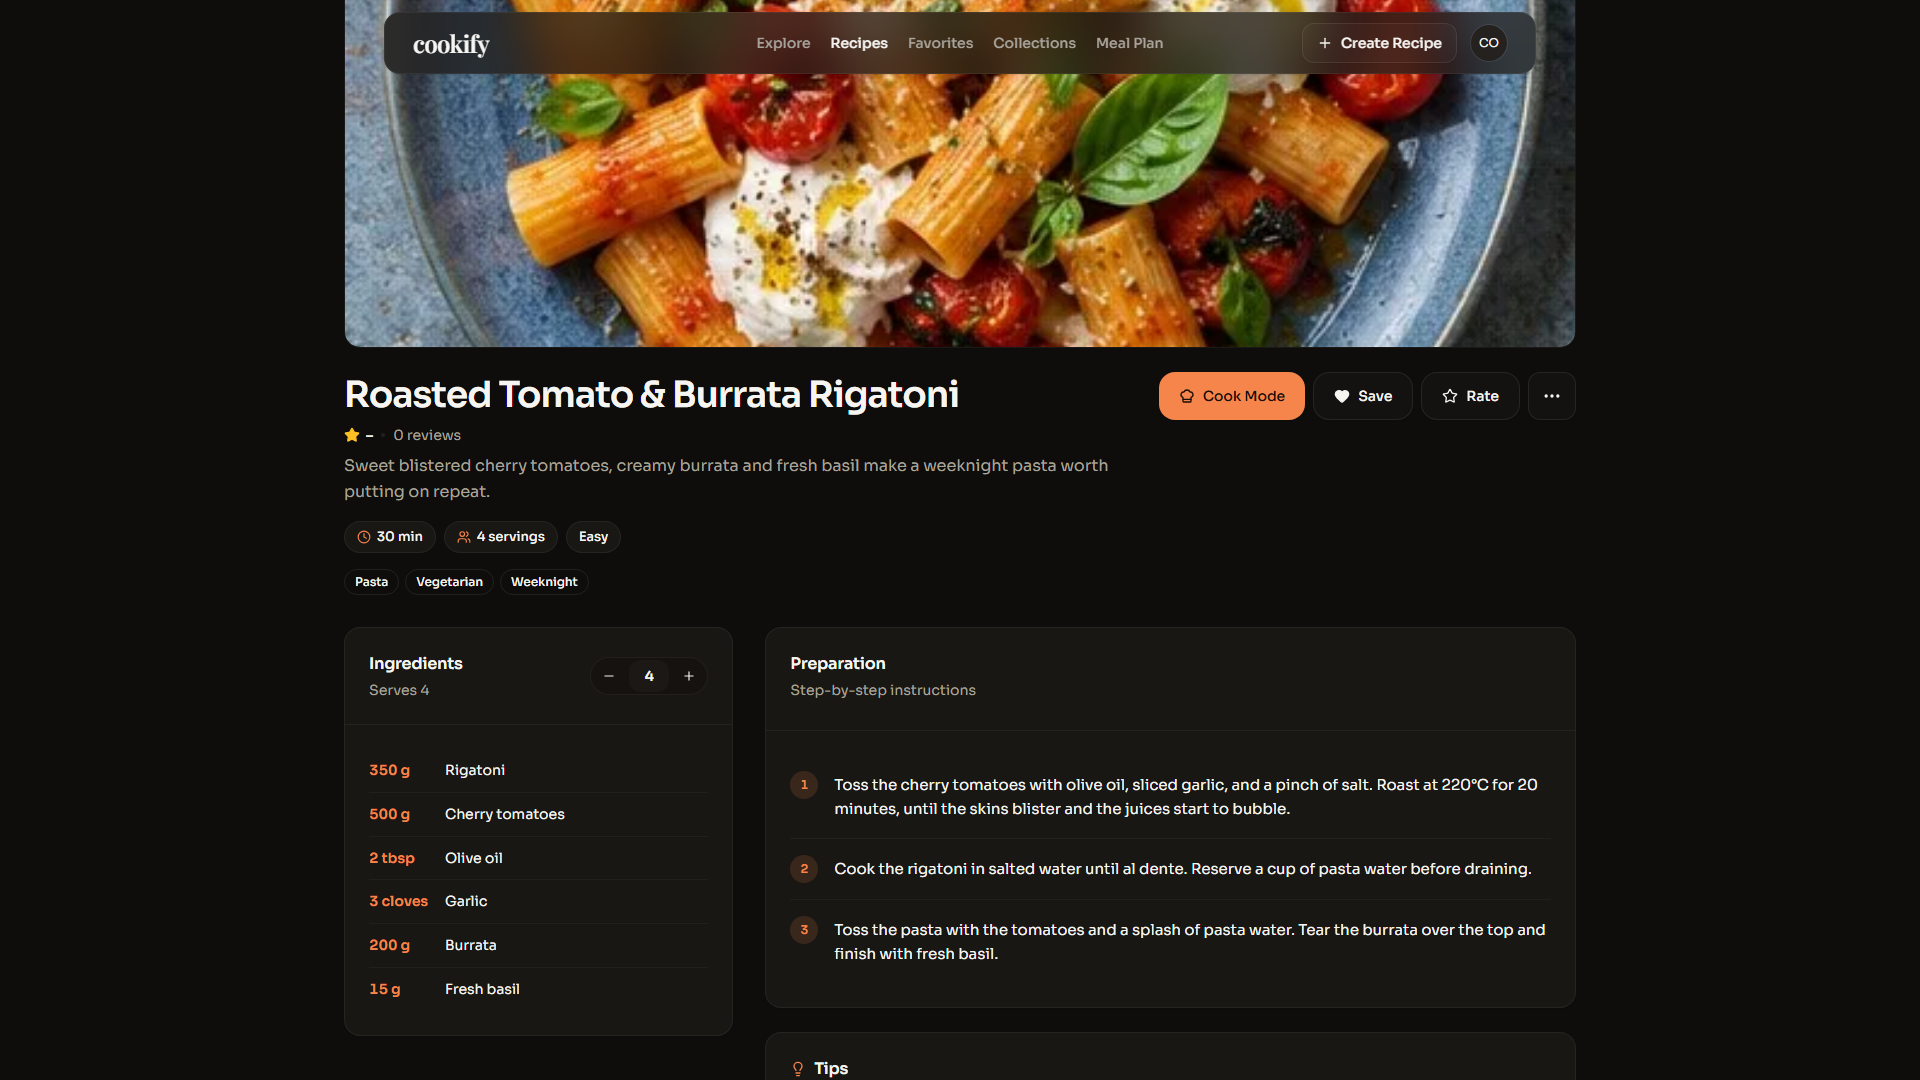 cookify
Explore Recipes Favorites Collections Meal Plan
Create Recipe
CO
Roasted Tomato & Burrata Rigatoni
Cook Mode
Save
Rate
– · 0 reviews
Sweet blistered cherry tomatoes, creamy burrata and fresh basil make a weeknight pasta worth
putting on repeat.
30 min
4 servings
Easy
Pasta
Vegetarian
Weeknight
Ingredients
Serves 4
− 4 +
350 g Rigatoni
500 g Cherry tomatoes
2 tbsp Olive oil
3 cloves Garlic
200 g Burrata
15 g Fresh basil
Preparation
Step-by-step instructions
1 Toss the cherry tomatoes with olive oil, sliced garlic, and a pinch of salt. Roast at 220°C for 20
minutes, until the skins blister and the juices start to bubble.
2 Cook the rigatoni in salted water until al dente. Reserve a cup of pasta water before draining.
3 Toss the pasta with the tomatoes and a splash of pasta water. Tear the burrata over the top and
finish with fresh basil.
Tips